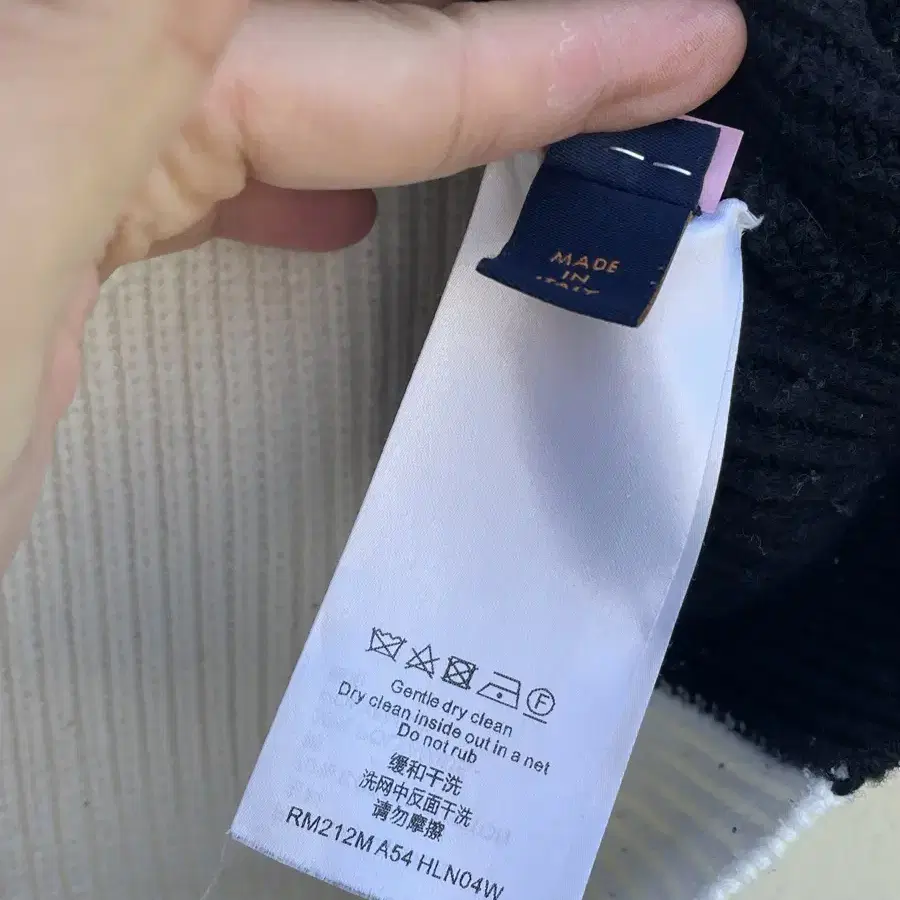 MADE
IN
ITALY
F
Gentle dry clean
Dry clean inside out in a net
Do not rub
缓和干洗
洗网中反面干洗
请勿摩擦
RM212M A54 HLN04W